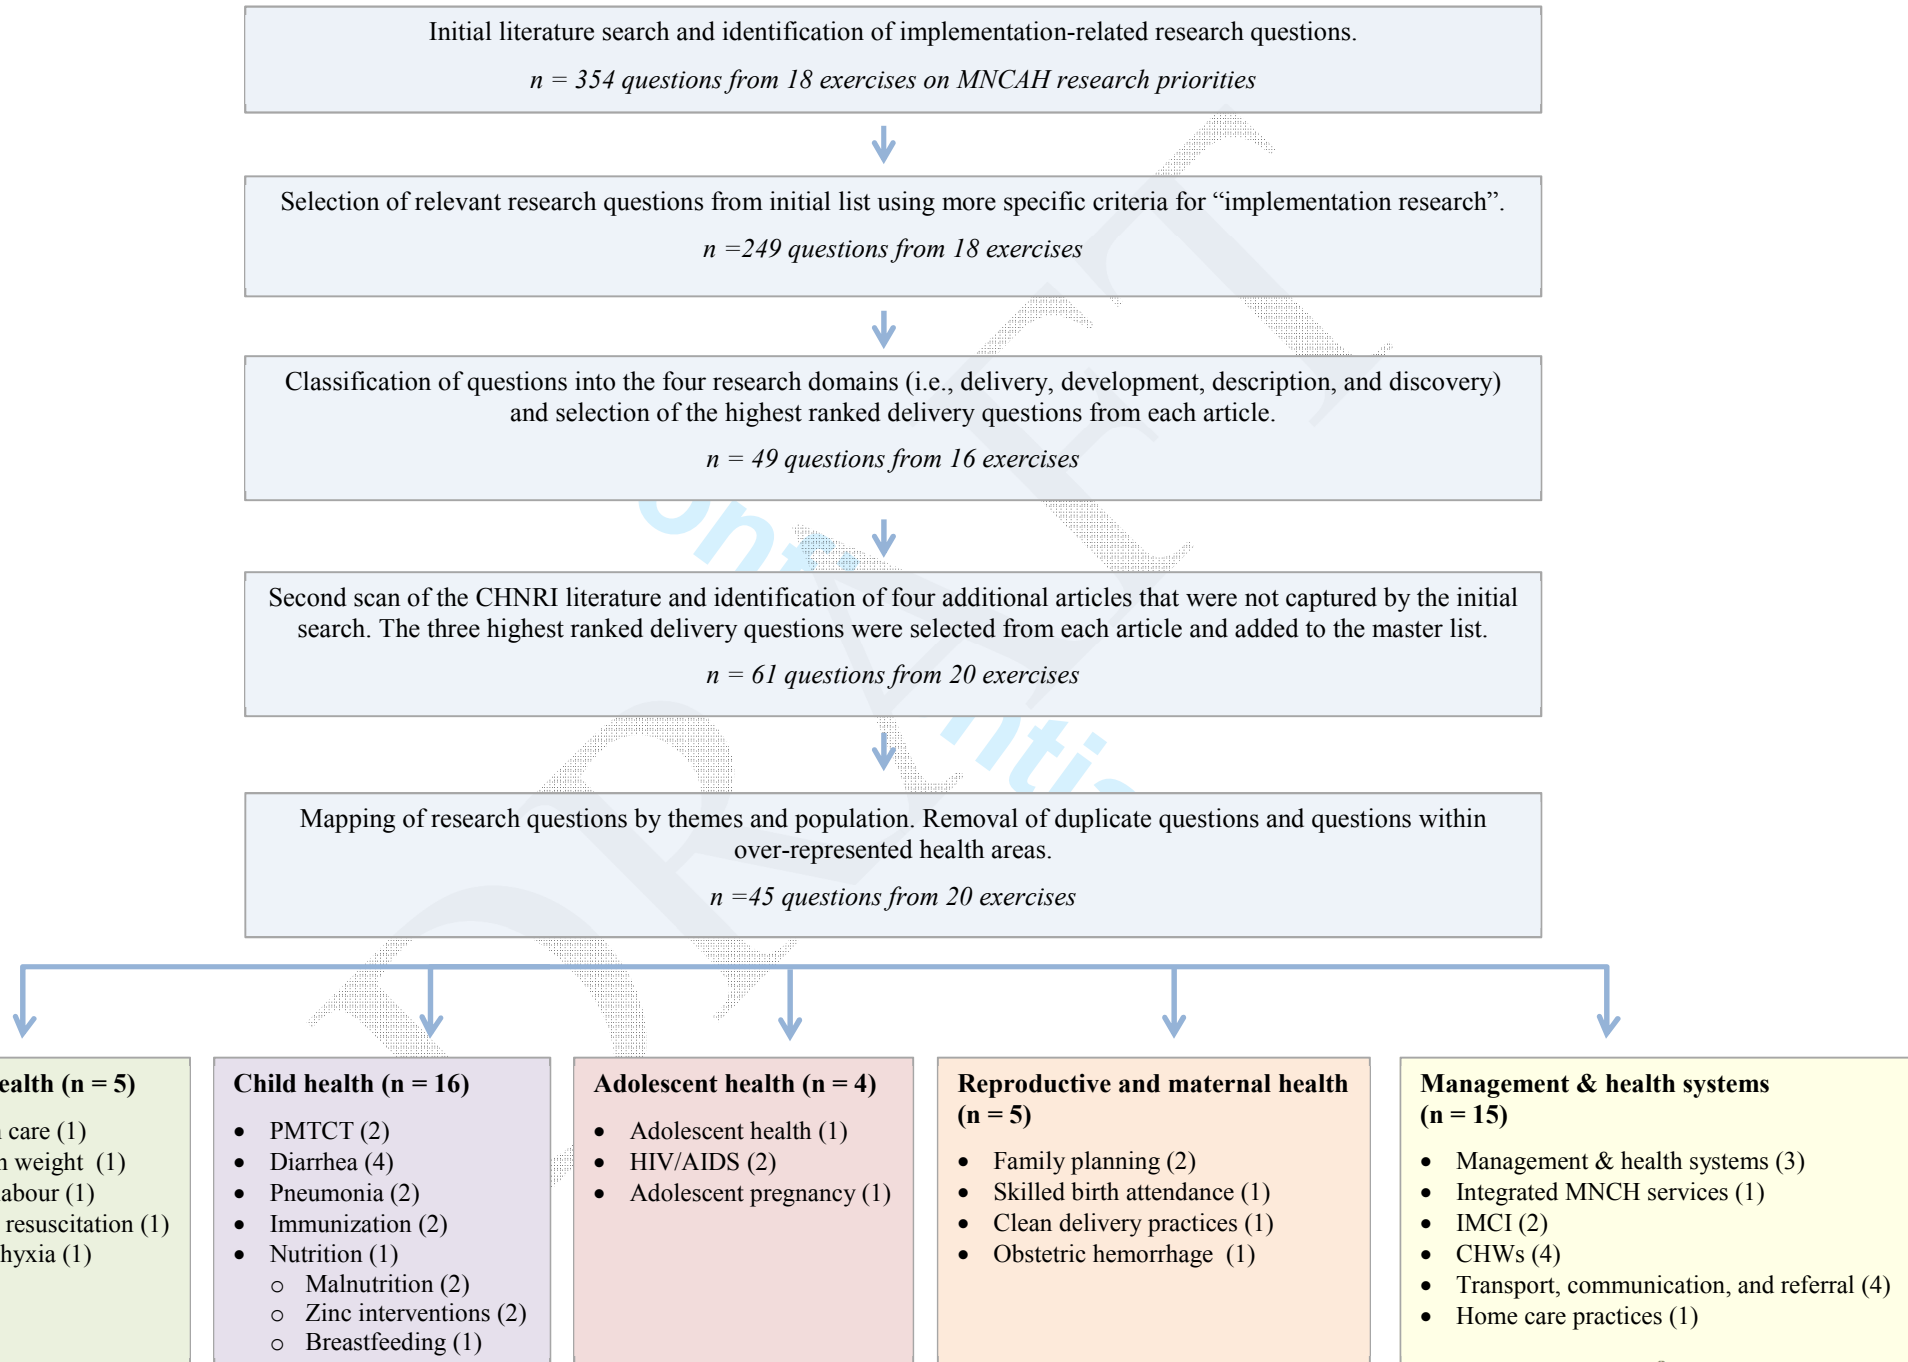 Initial literature search and identification of implementation-related research questions.
n = 354 questions from 18 exercises on MNCAH research priorities
Selection of relevant research questions from initial list using more specific criteria for “implementation research”.
n =249 questions from 18 exercises
Classification of questions into the four research domains (i.e., delivery, development, description, and discovery)
and selection of the highest ranked delivery questions from each article.
n = 49 questions from 16 exercises
Second scan of the CHNRI literature and identification of four additional articles that were not captured by the initial
search. The three highest ranked delivery questions were selected from each article and added to the master list.
n = 61 questions from 20 exercises
Mapping of research questions by themes and population. Removal of duplicate questions and questions within
over-represented health areas.
n =45 questions from 20 exercises
ealth (n = 5)
care (1)
weight (1)
abour (1)
resuscitation (1)
hyxia (1)
Child health (n = 16)
• PMTCT (2)
• Diarrhea (4)
• Pneumonia (2)
• Immunization (2)
• Nutrition (1)
o Malnutrition (2)
o Zinc interventions (2)
o Breastfeeding (1)
Adolescent health (n = 4)
• Adolescent health (1)
• HIV/AIDS (2)
• Adolescent pregnancy (1)
Reproductive and maternal health
(n = 5)
• Family planning (2)
• Skilled birth attendance (1)
• Clean delivery practices (1)
• Obstetric hemorrhage (1)
Management & health systems
(n = 15)
• Management & health systems (3)
• Integrated MNCH services (1)
• IMCI (2)
• CHWs (4)
• Transport, communication, and referral (4)
• Home care practices (1)
DRAFT